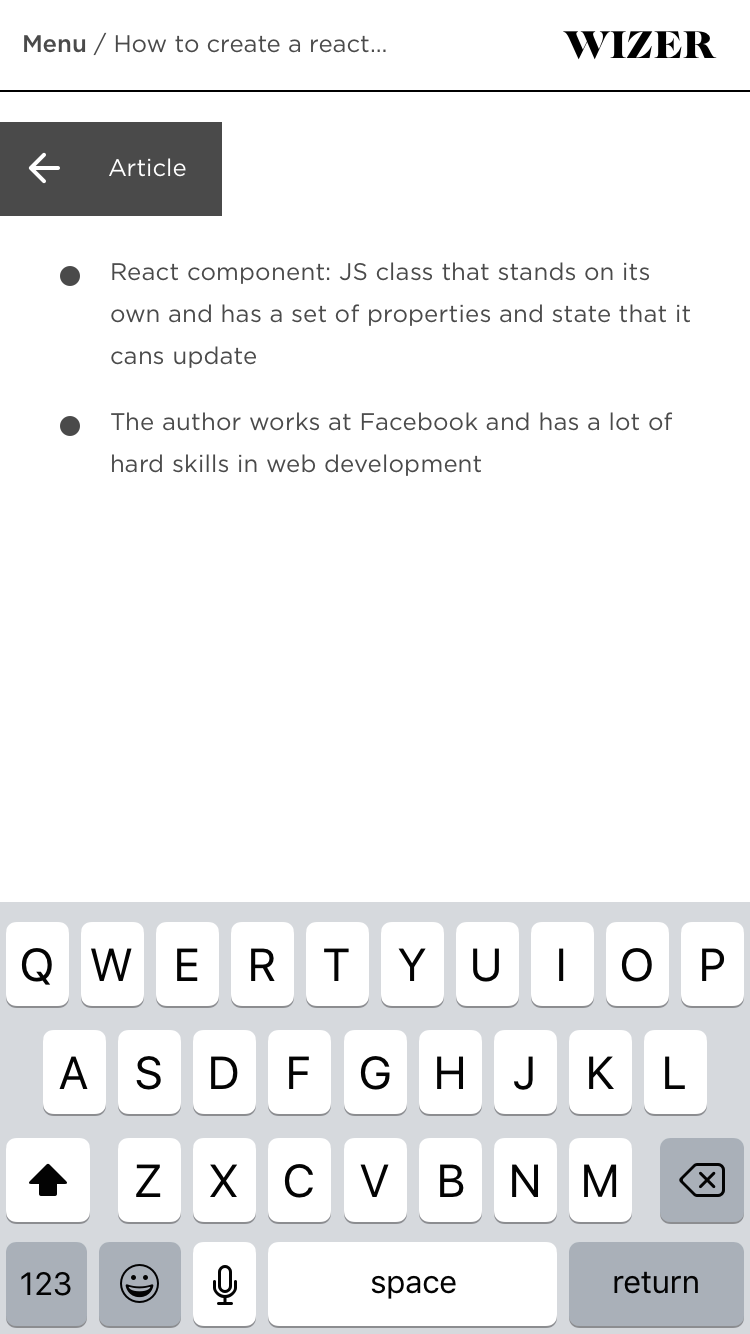 Menu / How to create a react...
WIZER
Article
React component: JS class that stands on its
own and has a set of properties and state that it
cans update
The author works at Facebook and has a lot of
hard skills in web development
Q W E R T Y U I O P
A S D F G H J K L
Z X C V B N M
123 space return